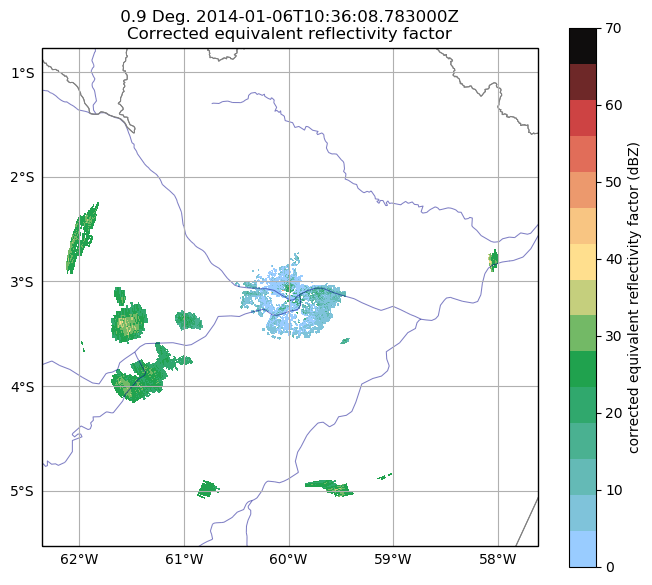 0.9 Deg. 2014-01-06T10:36:08.783000Z
Corrected equivalent reflectivity factor
1°S
2°S
3°S
4°S
5°S
62°W
61°W
60°W
59°W
58°W
70
60
50
40
30
20
10
0
corrected equivalent reflectivity factor (dBZ)